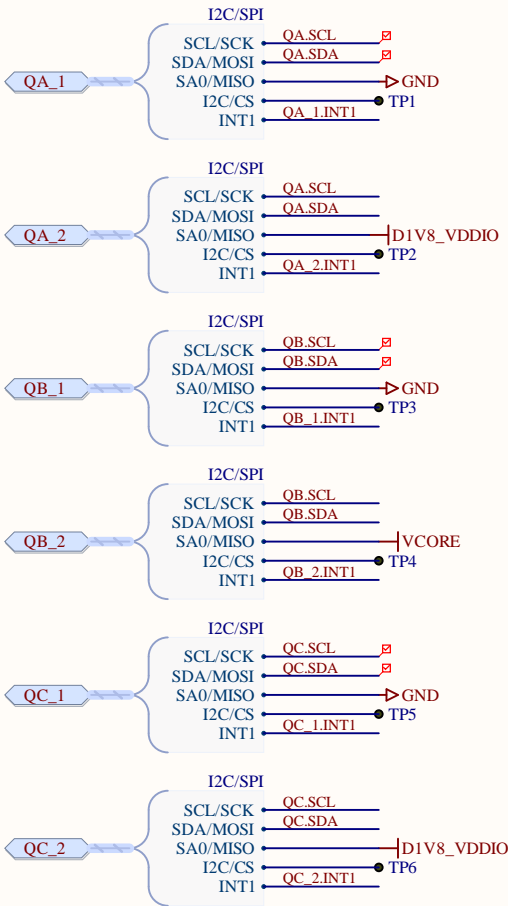 I2C/SPI
SCL/SCK QA.SCL
SDA/MOSI QA.SDA
QA_1 SA0/MISO GND
I2C/CS TP1
INT1 QA_1.INT1
I2C/SPI
SCL/SCK QA.SCL
SDA/MOSI QA.SDA
QA_2 SA0/MISO D1V8_VDDIO
I2C/CS TP2
INT1 QA_2.INT1
I2C/SPI
SCL/SCK QB.SCL
SDA/MOSI QB.SDA
QB_1 SA0/MISO GND
I2C/CS TP3
INT1 QB_1.INT1
I2C/SPI
SCL/SCK QB.SCL
SDA/MOSI QB.SDA
QB_2 SA0/MISO VCORE
I2C/CS TP4
INT1 QB_2.INT1
I2C/SPI
SCL/SCK QC.SCL
SDA/MOSI QC.SDA
QC_1 SA0/MISO GND
I2C/CS TP5
INT1 QC_1.INT1
I2C/SPI
SCL/SCK QC.SCL
SDA/MOSI QC.SDA
QC_2 SA0/MISO D1V8_VDDIO
I2C/CS TP6
INT1 QC_2.INT1